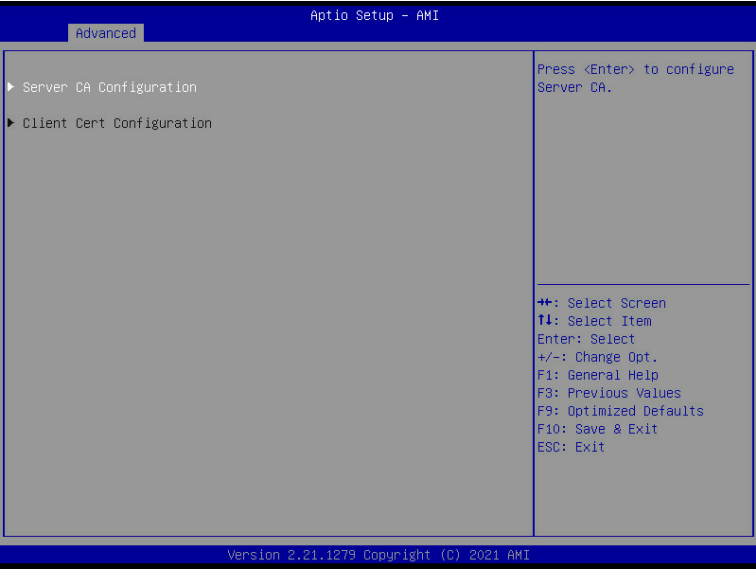 Aptio Setup – AMI
Advanced
▶ Server CA Configuration
▶ Client Cert Configuration
Press <Enter> to configure
Server CA.
→←: Select Screen
↑↓: Select Item
Enter: Select
+/-: Change Opt.
F1: General Help
F3: Previous Values
F9: Optimized Defaults
F10: Save & Exit
ESC: Exit
Version 2.21.1279 Copyright (C) 2021 AMI